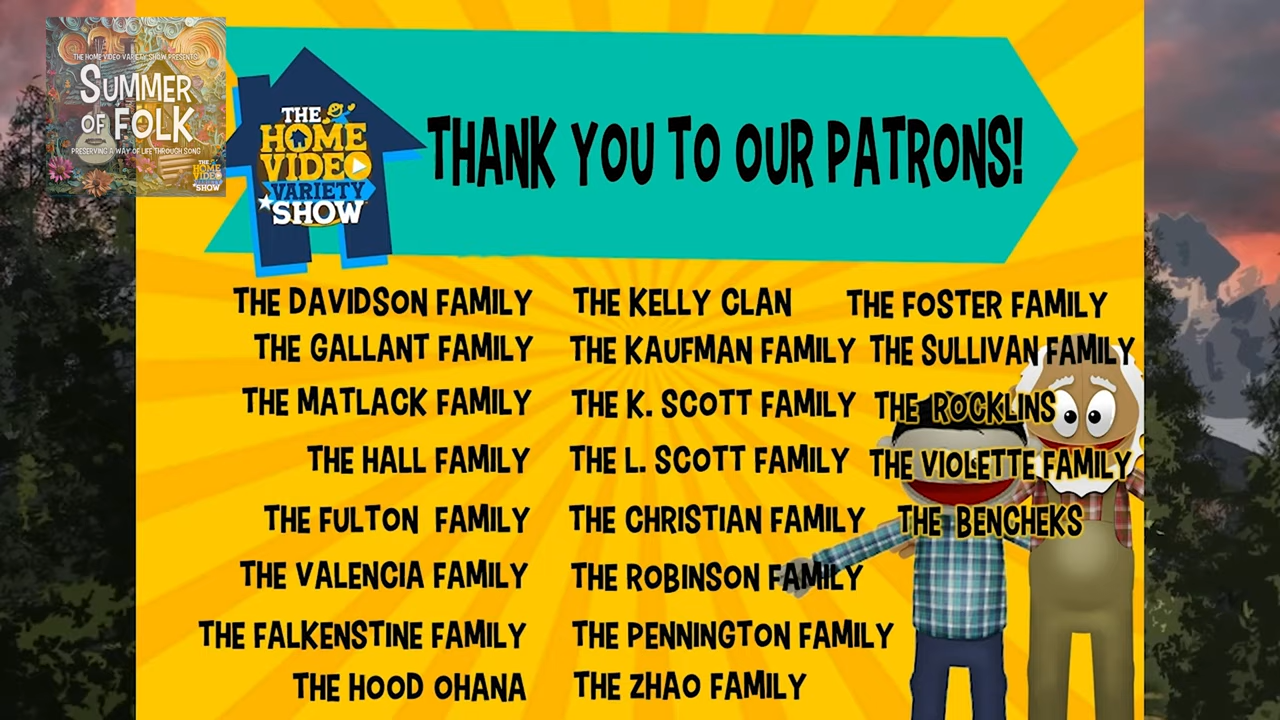 THE HOME VIDEO VARIETY SHOW PRESENTS
SUMMER
OF FOLK
PRESERVING A WAY OF LIFE THROUGH SONG
THE
HOME
VIDEO
SHOW
THE
HOME
VIDEO
VARIETY
SHOW
THANK YOU TO OUR PATRONS!
THE DAVIDSON FAMILY
THE GALLANT FAMILY
THE MATLACK FAMILY
THE HALL FAMILY
THE FULTON FAMILY
THE VALENCIA FAMILY
THE FALKENSTINE FAMILY
THE HOOD OHANA
THE KELLY CLAN
THE KAUFMAN FAMILY
THE K. SCOTT FAMILY
THE L. SCOTT FAMILY
THE CHRISTIAN FAMILY
THE ROBINSON FAMILY
THE PENNINGTON FAMILY
THE ZHAO FAMILY
THE FOSTER FAMILY
THE SULLIVAN FAMILY
THE ROCKLINS
THE VIOLETTE FAMILY
THE BENCHEKS